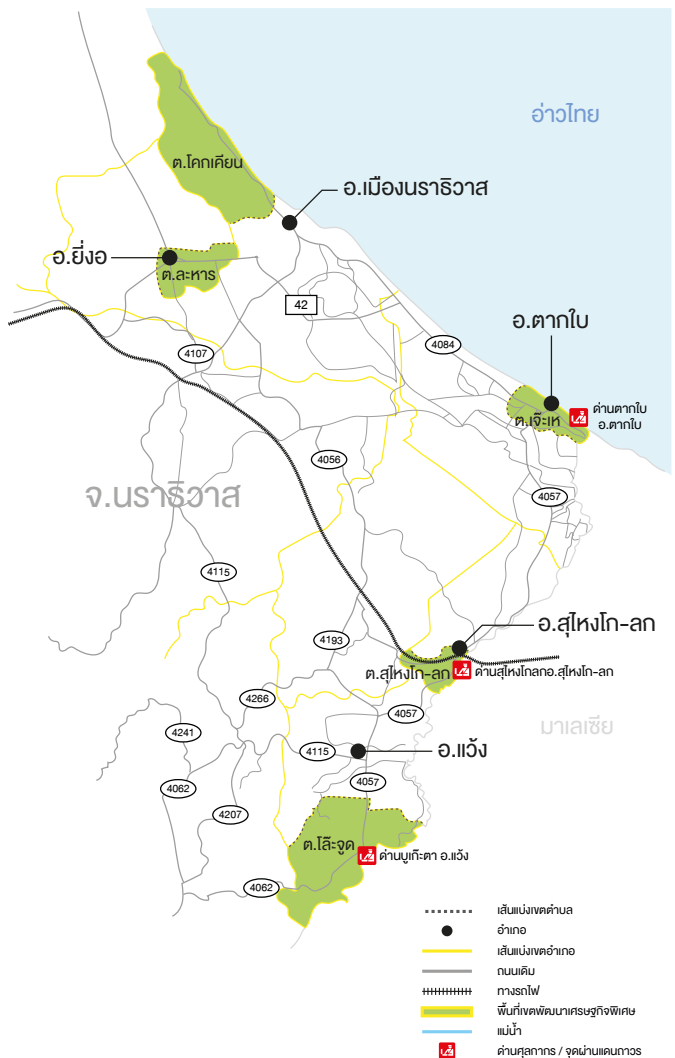 อ่าวไทย
ต.โคกเคียน
อ.เมืองนราธิวาส
อ.ยี่งอ
ต.ละหาร
42
อ.ตากใบ
4107
4084
ด่านตากใบ
อ.ตากใบ
ต.เจ๊ะเห
4056
4057
จ.นราธิวาส
4115
อ.สุไหงโก-ลก
4193
ต.สุไหงโก-ลก
ด่านสุไหงโกลกอ.สุไหงโก-ลก
4266
4057
มาเลเซีย
4241
4115
อ.แว้ง
4062
4057
4207
ต.โล๊ะจูด
ด่านบูเก๊ะตา อ.แว้ง
4062
เส้นแบ่งเขตตำบล
อำเภอ
เส้นแบ่งเขตอำเภอ
ถนนเดิม
ทางรถไฟ
พื้นที่เขตพัฒนาเศรษฐกิจพิเศษ
แม่น้ำ
ด่านศุลกากร / จุดผ่านแดนถาวร